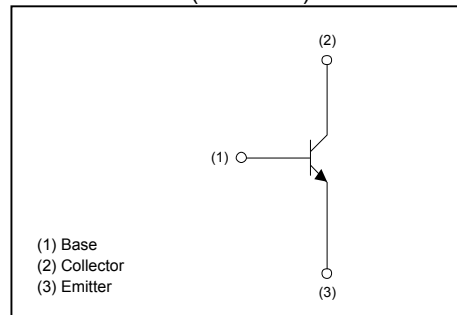 (2)
(1)
(1) Base
(2) Collector
(3) Emitter
(3)